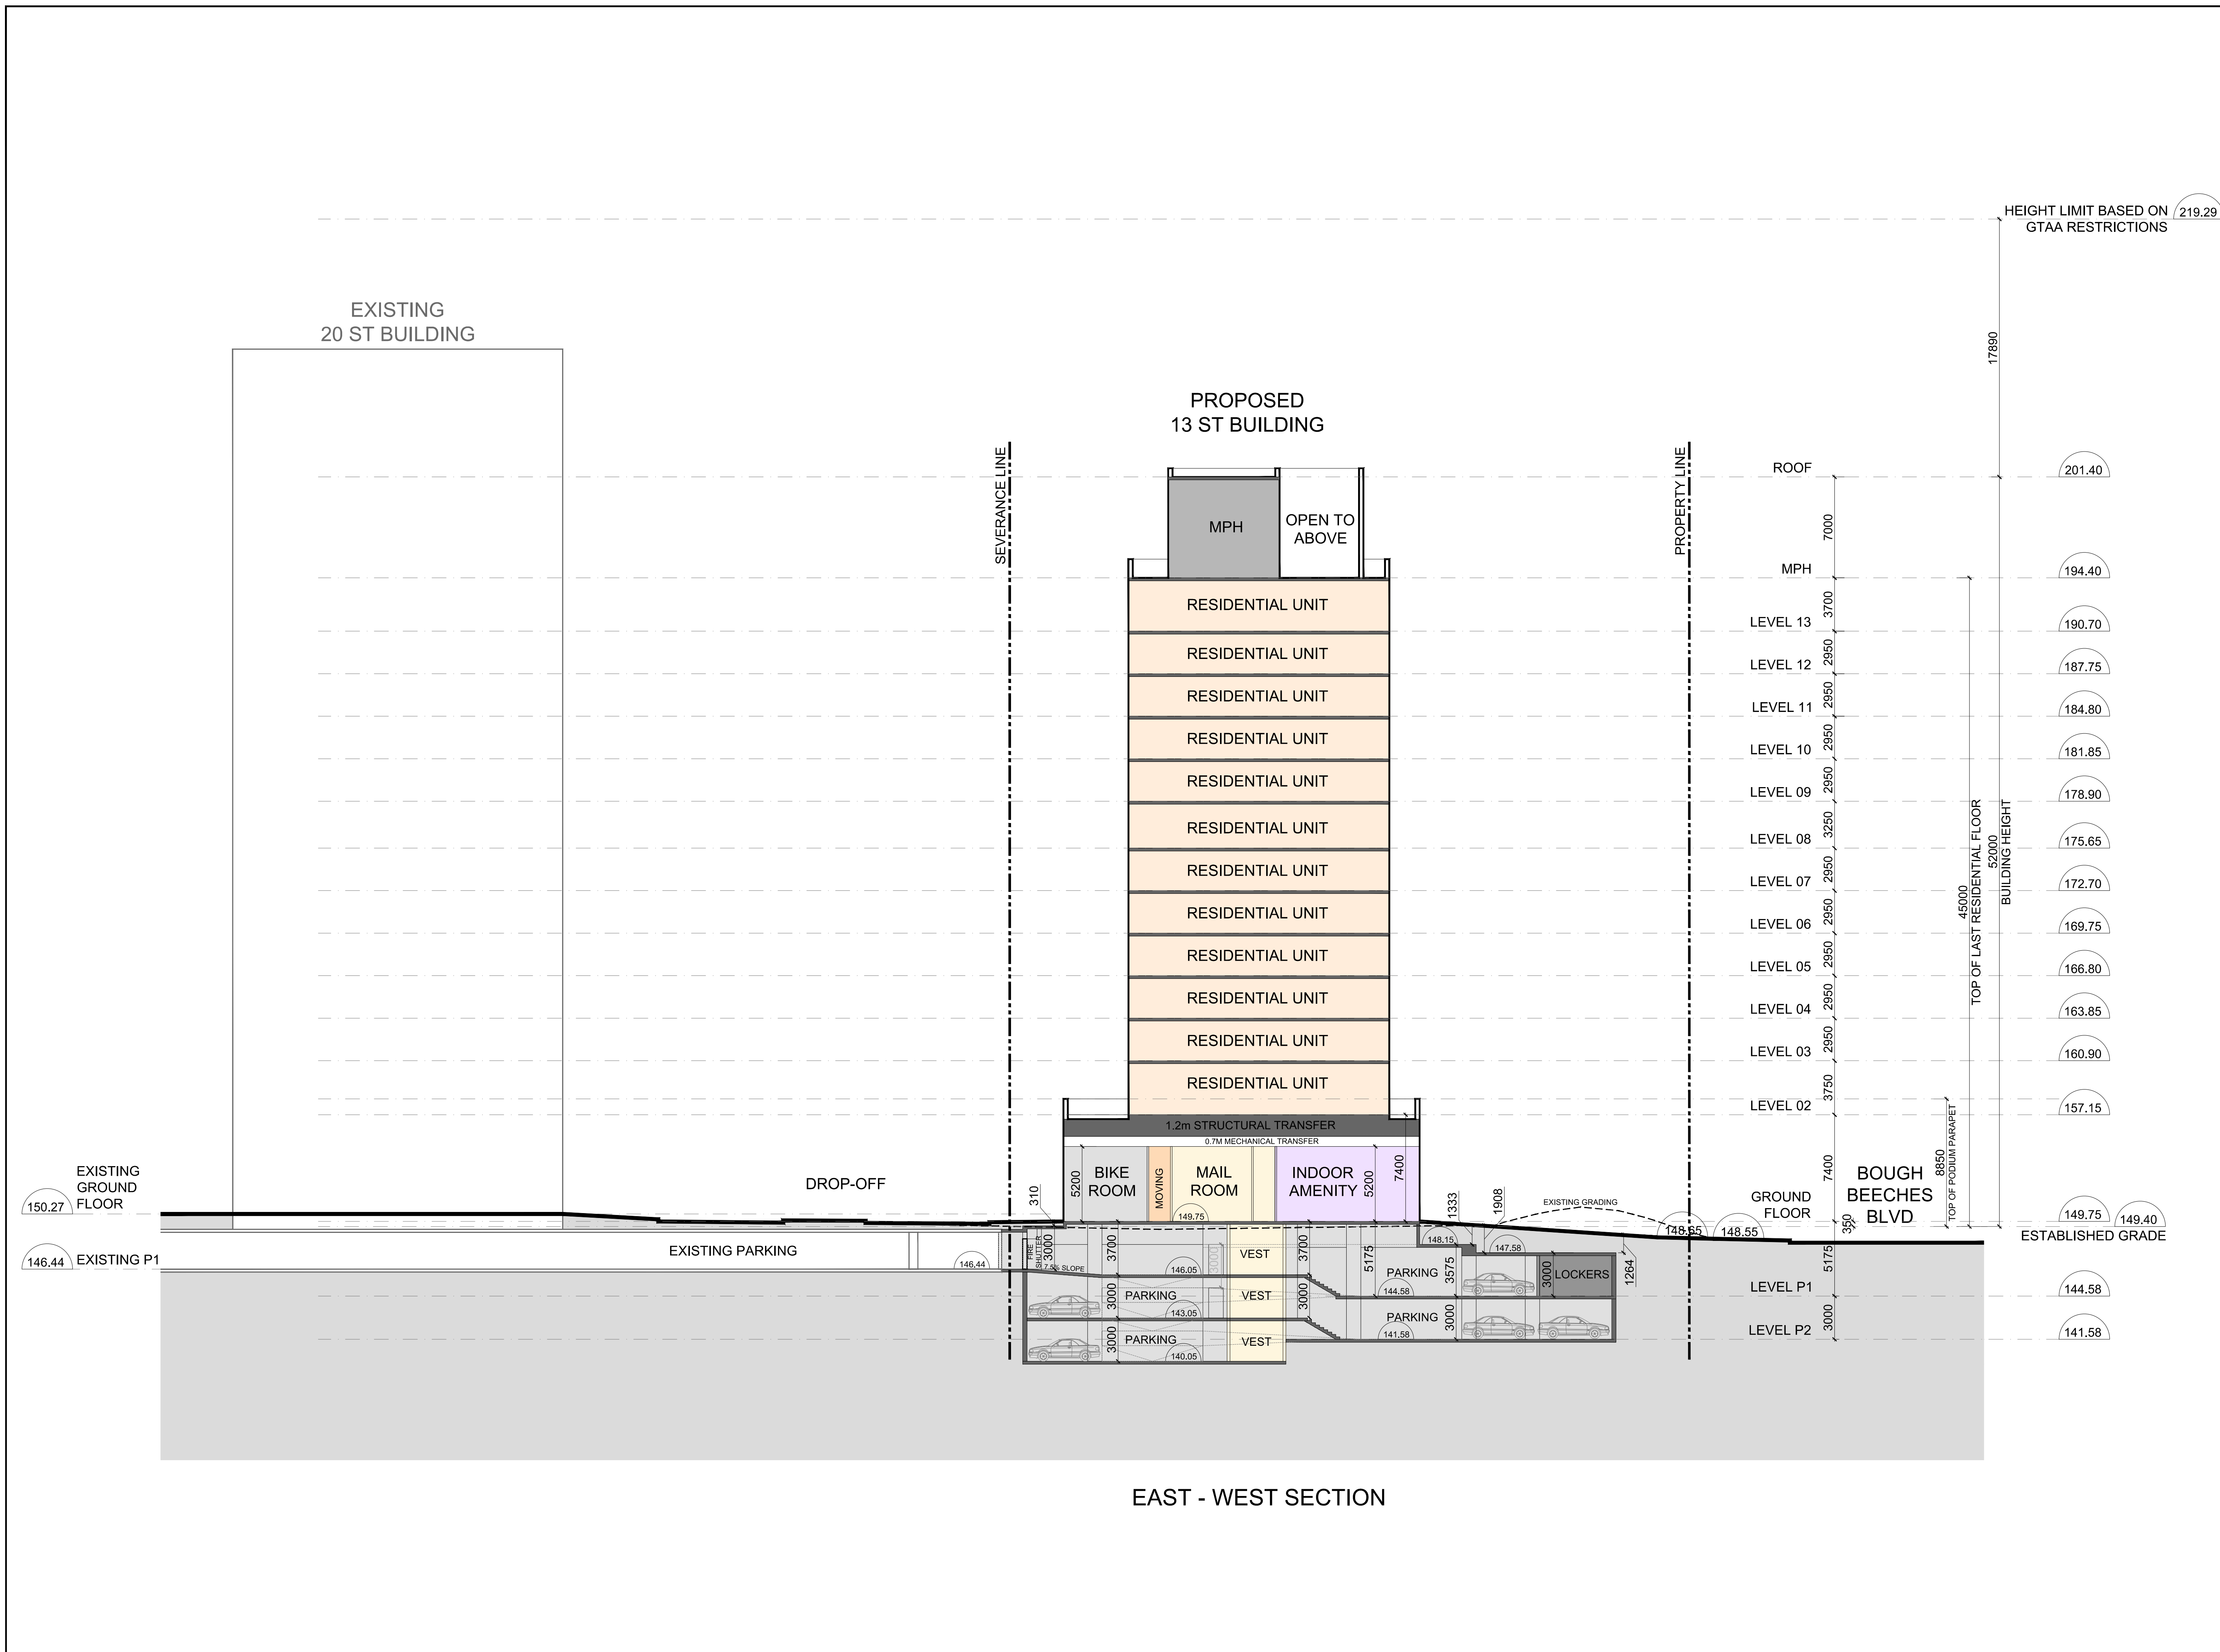 HEIGHT LIMIT BASED ON
GTAA RESTRICTIONS
219.29
17890
EXISTING
20 ST BUILDING
PROPOSED
13 ST BUILDING
SEVERANCE LINE
PROPERTY LINE
ROOF
201.40
MPH
OPEN TO
ABOVE
7000
MPH
194.40
RESIDENTIAL UNIT
3700
LEVEL 13
190.70
RESIDENTIAL UNIT
2950
LEVEL 12
187.75
RESIDENTIAL UNIT
2950
LEVEL 11
184.80
RESIDENTIAL UNIT
2950
LEVEL 10
181.85
RESIDENTIAL UNIT
2950
LEVEL 09
178.90
RESIDENTIAL UNIT
3250
LEVEL 08
175.65
RESIDENTIAL UNIT
2950
LEVEL 07
172.70
RESIDENTIAL UNIT
2950
LEVEL 06
169.75
RESIDENTIAL UNIT
2950
LEVEL 05
166.80
RESIDENTIAL UNIT
2950
LEVEL 04
163.85
RESIDENTIAL UNIT
2950
LEVEL 03
160.90
RESIDENTIAL UNIT
3750
LEVEL 02
157.15
45000
TOP OF LAST RESIDENTIAL FLOOR
52000
BUILDING HEIGHT
8850
TOP OF PODIUM PARAPET
1.2m STRUCTURAL TRANSFER
0.7M MECHANICAL TRANSFER
5200
BIKE
ROOM
MOVING
MAIL
ROOM
INDOOR
AMENITY
5200
7400
7400
BOUGH
BEECHES
BLVD
GROUND
FLOOR
149.75
149.40
ESTABLISHED GRADE
350
EXISTING
GROUND
FLOOR
150.27
DROP-OFF
310
149.75
1333
1908
EXISTING GRADING
148.65
148.55
146.44
EXISTING P1
EXISTING PARKING
146.44
FIRE
SHUTTER
3000
7.5% SLOPE
3700
146.05
3000
VEST
3700
5175
148.15
3575
147.58
PARKING
144.58
3000
LOCKERS
1264
5175
LEVEL P1
144.58
3000
PARKING
143.05
VEST
3000
PARKING
141.58
3000
3000
LEVEL P2
141.58
3000
PARKING
140.05
VEST
EAST - WEST SECTION